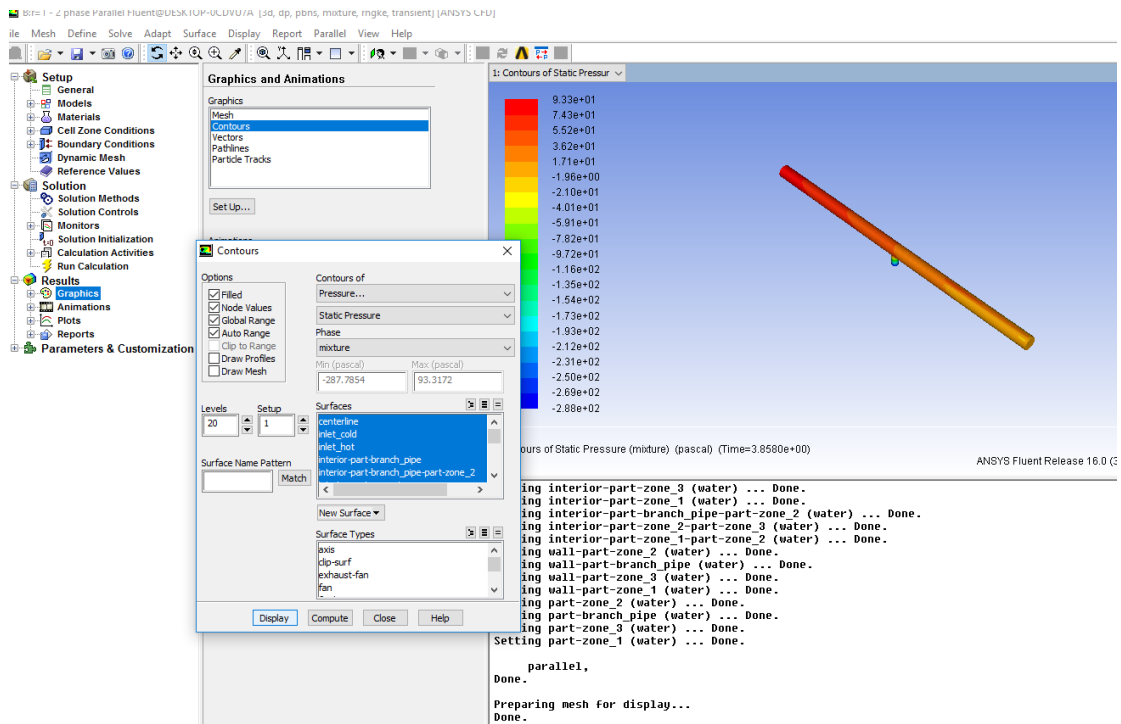 B:r=1 - 2 phase Parallel Fluent@DESKTOP-0CDVU7A [3d, dp, pbns, mixture, rngke, transient] [ANSYS CFD]
ile Mesh Define Solve Adapt Surface Display Report Parallel View Help
Setup
General
Models
Materials
Cell Zone Conditions
Boundary Conditions
Dynamic Mesh
Reference Values
Solution
Solution Methods
Solution Controls
Monitors
Solution Initialization
Calculation Activities
Run Calculation
Results
Graphics
Animations
Plots
Reports
Parameters & Customization
Graphics and Animations
Graphics
Mesh
Contours
Vectors
Pathlines
Particle Tracks
Set Up...
Contours
Options
Filled
Node Values
Global Range
Auto Range
Clip to Range
Draw Profiles
Draw Mesh
Levels Setup
20 1
Surface Name Pattern
Match
Contours of
Pressure...
Static Pressure
Phase
mixture
Min (pascal) Max (pascal)
-287.7854 93.3172
Surfaces
centerline
inlet_cold
inlet_hot
interior-part-branch_pipe
interior-part-branch_pipe-part-zone_2
New Surface
Surface Types
axis
clip-surf
exhaust-fan
fan
Display Compute Close Help
1: Contours of Static Pressur
9.33e+01
7.43e+01
5.52e+01
3.62e+01
1.71e+01
-1.96e+00
-2.10e+01
-4.01e+01
-5.91e+01
-7.82e+01
-9.72e+01
-1.16e+02
-1.35e+02
-1.54e+02
-1.73e+02
-1.93e+02
-2.12e+02
-2.31e+02
-2.50e+02
-2.69e+02
-2.88e+02
ours of Static Pressure (mixture) (pascal) (Time=3.8580e+00)
ANSYS Fluent Release 16.0 (3
ing interior-part-zone_3 (water) ... Done.
ing interior-part-zone_1 (water) ... Done.
ing interior-part-branch_pipe-part-zone_2 (water) ... Done.
ing interior-part-zone_2-part-zone_3 (water) ... Done.
ing interior-part-zone_1-part-zone_2 (water) ... Done.
ing wall-part-zone_2 (water) ... Done.
ing wall-part-branch_pipe (water) ... Done.
ing wall-part-zone_3 (water) ... Done.
ing wall-part-zone_1 (water) ... Done.
ing part-zone_2 (water) ... Done.
ing part-branch_pipe (water) ... Done.
ing part-zone_3 (water) ... Done.
Setting part-zone_1 (water) ... Done.
parallel,
Done.
Preparing mesh for display...
Done.